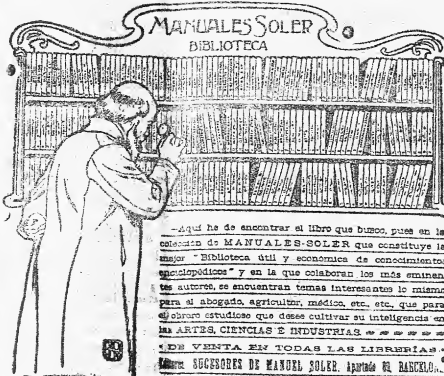 MANUALES SOLER
BIBLIOTECA
—Aquí he de encontrar el libro que busco, pues en la
colección de MANUALES-SOLER que constituye la
mejor "Biblioteca útil y económica de conocimientos
enciclopédicos" y en la que colaboran los más eminen
tes autores, se encuentran temas interesantes lo mismo
para el abogado, agricultor, médico, etc., etc., que para
el obrero estudioso que desee cultivar su inteligencia en
las ARTES, CIENCIAS É INDUSTRIAS.
DE VENTA EN TODAS LAS LIBRERÍAS
SUCESORES DE MANUEL SOLER, Apartado 89, BARCELO